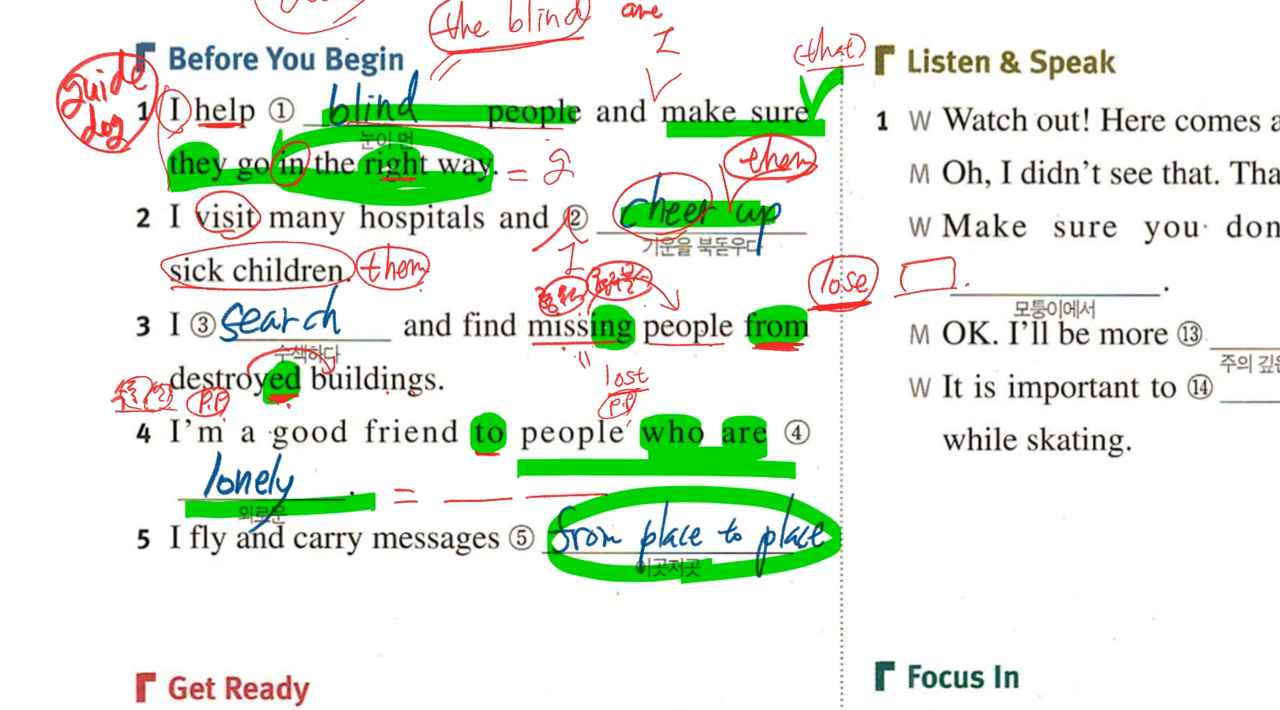 the blind are
I
(that)
Before You Begin
guide dog
1 I help ① blind people and make sure
눈이 먼
they go in the right way. =
them
2 I visit many hospitals and ② cheer up
기운을 북돋우다
I
sick children. them
lose
3 I ③ search and find missing people from
수색하다
destroyed buildings.
lost
p.p
p.p
4 I'm a good friend to people who are ④
lonely. =
외로운
5 I fly and carry messages ⑤ from place to place
이곳저곳
Get Ready
Listen & Speak
1 W Watch out! Here comes a
M Oh, I didn't see that. Tha
W Make sure you don
.
모퉁이에서
M OK. I'll be more ⑬
주의 깊은
W It is important to ⑭
while skating.
Focus In